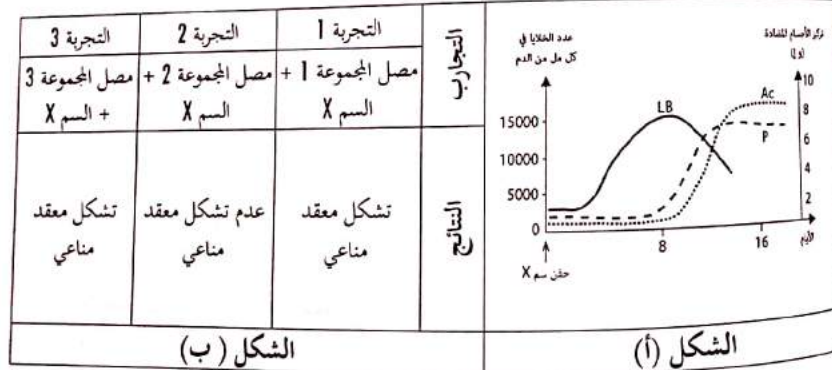 التجارب
التجربة 1
التجربة 2
التجربة 3
مصل المجموعة 1 +
السم X
مصل المجموعة 2 +
السم X
مصل المجموعة 3
+ السم X
النتائج
تشكل معقد
مناعي
عدم تشكل معقد
مناعي
تشكل معقد
مناعي
تركيز الأجسام المضادة
عدد الخلايا في
كل مل من الدم
15000
10000
5000
0
LB
Ac
P
10
8
6
4
2
8
16
الأيام
حقن سم X
الشكل (أ)
الشكل (ب)